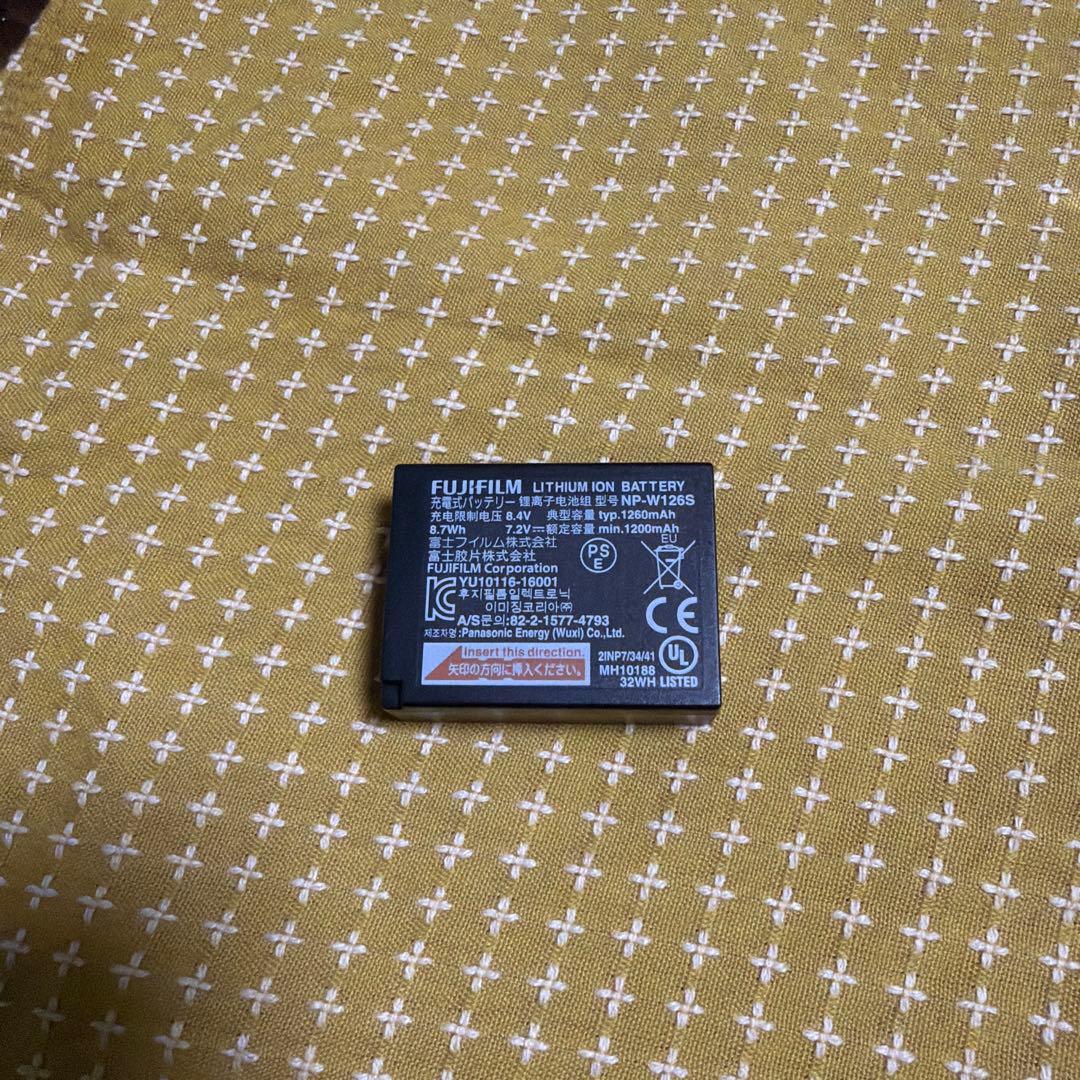 FUJIFILM LITHIUM ION BATTERY
充電式バッテリー 锂离子电池组 型号 NP-W126S
充电限制电压 8.4V 典型容量 typ.1260mAh
8.7Wh 7.2V⎓额定容量 min.1200mAh
富士フイルム株式会社
富士胶片株式会社
FUJIFILM Corporation
PS
E
EU
YU10116-16001
후지필름일렉트로닉
이미징코리아㈜
A/S문의:82-2-1577-4793
제조자명:Panasonic Energy (Wuxi) Co.,Ltd.
Insert this direction.
矢印の方向に挿入ください。
2INP7/34/41
MH10188
32WH LISTED
KC
CE
UL